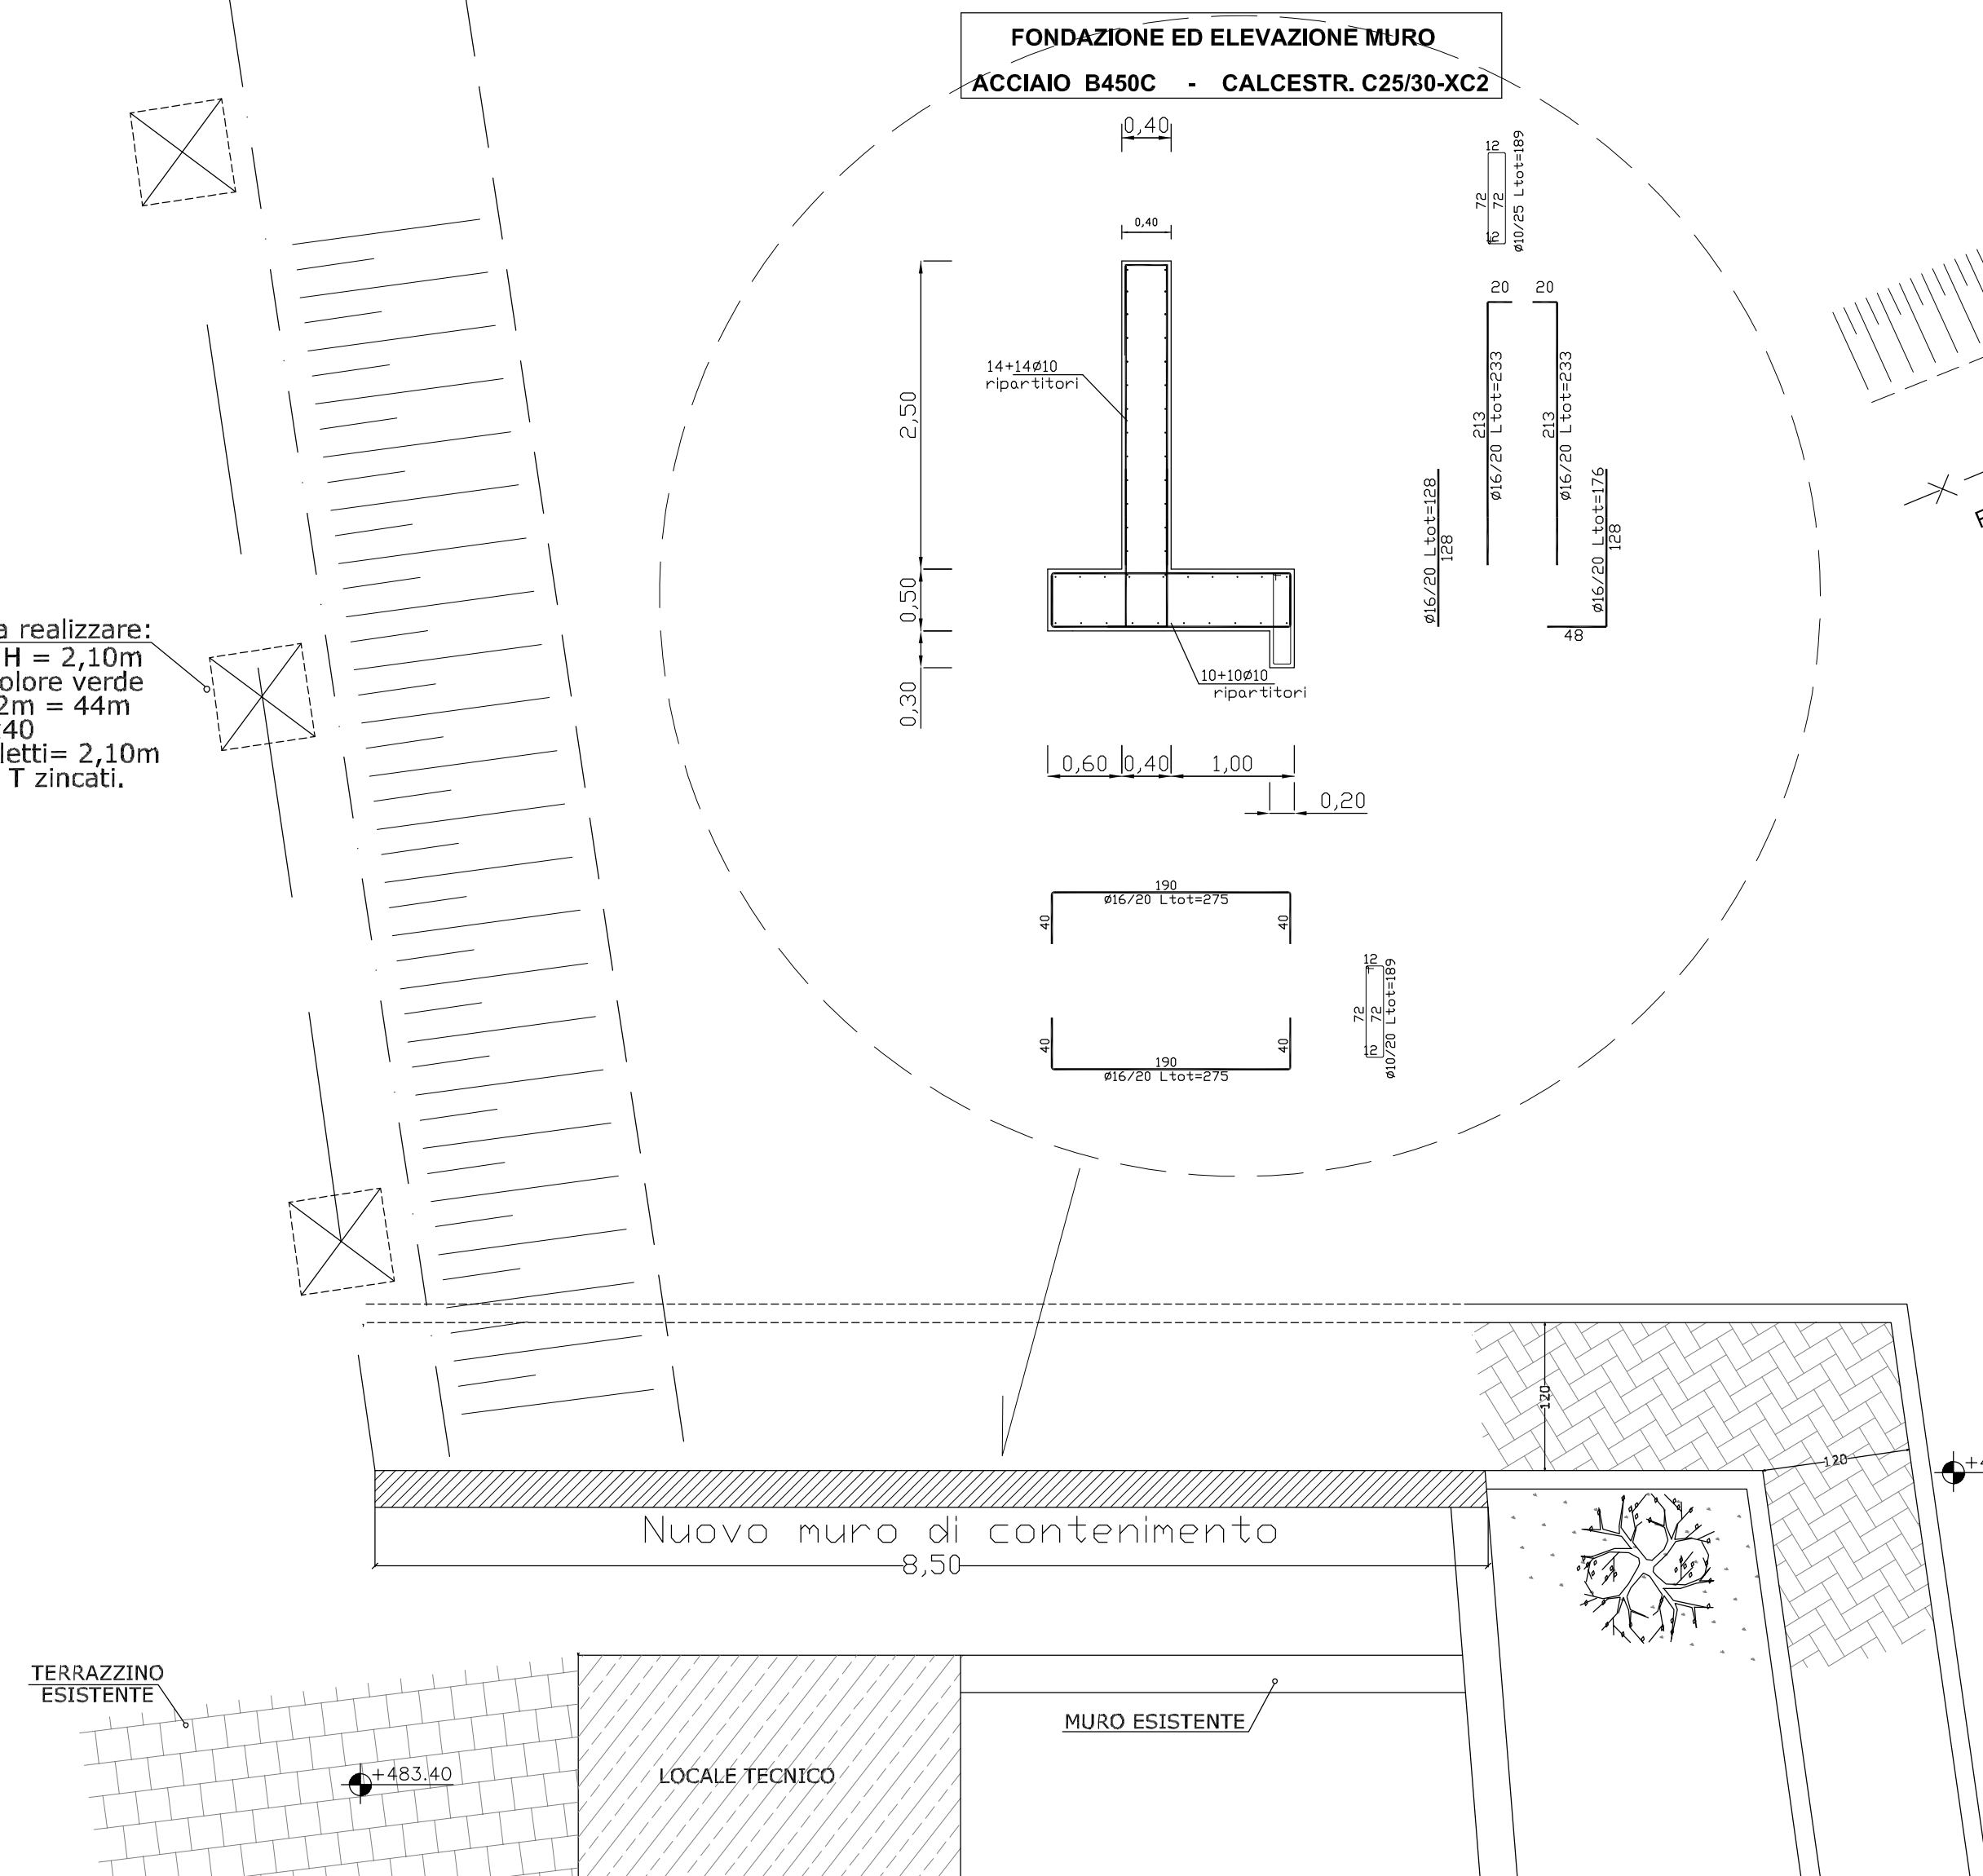 FONDAZIONE ED ELEVAZIONE MURO
ACCIAIO B450C - CALCESTR. C25/30-XC2
0,40
0,40
2,50
0,50
0,30
14+14ø10
ripartitori
10+10ø10
ripartitori
0,60
0,40
1,00
0,20
12
72
72
12
ø10/25 Ltot=189
20
20
213
ø16/20 Ltot=233
213
ø16/20 Ltot=233
ø16/20 Ltot=128
128
ø16/20 Ltot=176
128
48
190
ø16/20 Ltot=275
40
40
40
40
190
ø16/20 Ltot=275
12
72
72
12
ø10/20 Ltot=189
a realizzare:
H = 2,10m
olore verde
2m = 44m
40
letti= 2,10m
T zincati.
120
120
Nuovo muro di contenimento
8,50
TERRAZZINO
ESISTENTE
+483.40
LOCALE TECNICO
MURO ESISTENTE